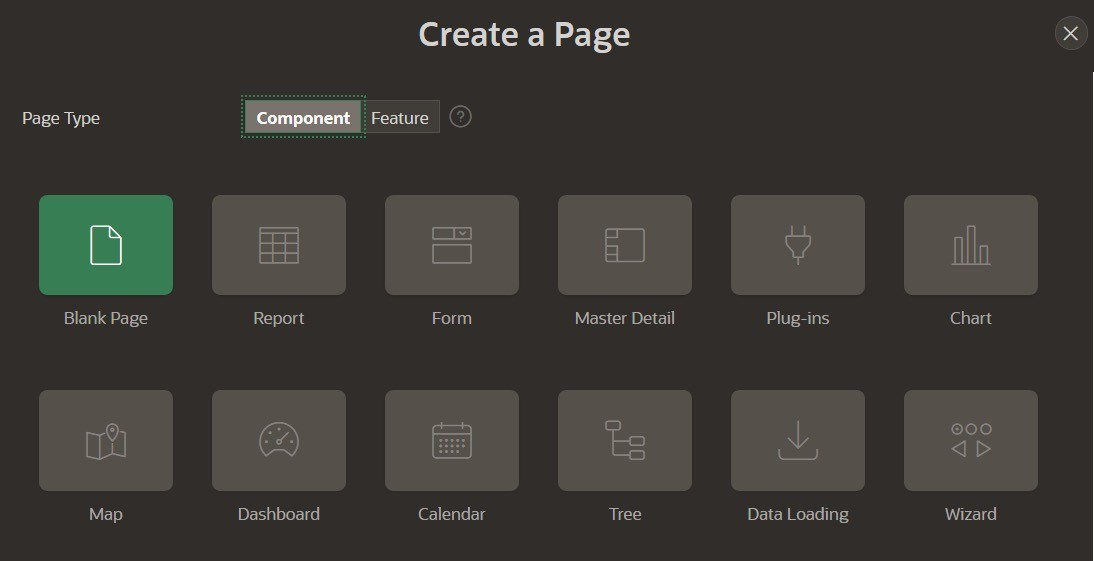 Create a Page
Page Type
Component Feature ?
Blank Page Report Form Master Detail Plug-ins Chart
Map Dashboard Calendar Tree Data Loading Wizard